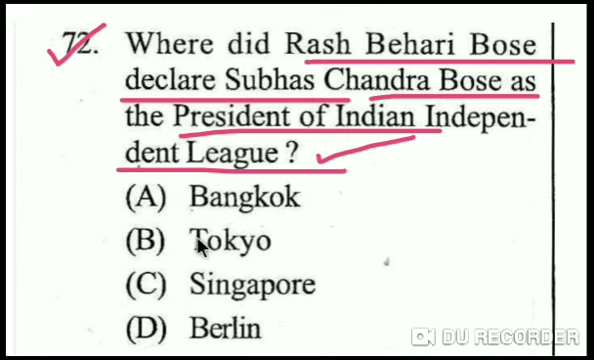 72. Where did Rash Behari Bose
declare Subhas Chandra Bose as
the President of Indian Indepen-
dent League ?
(A) Bangkok
(B) Tokyo
(C) Singapore
(D) Berlin
DU RECORDER